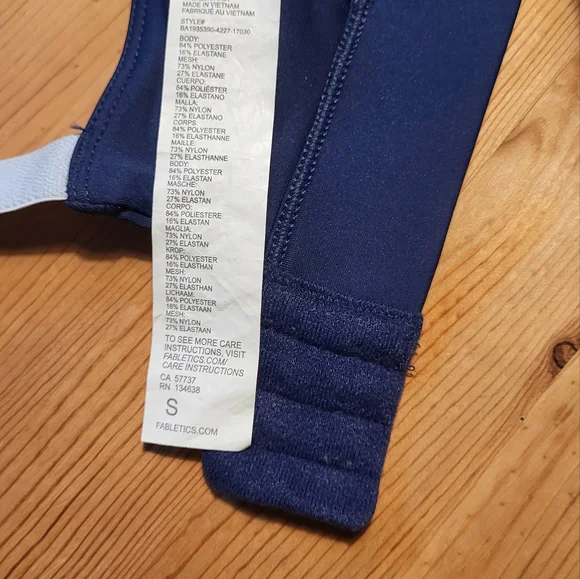 MADE IN VIETNAM
FABRIQUÉ AU VIETNAM
STYLE#
BA1935390-4227-17030
BODY:
84% POLYESTER
16% ELASTANE
MESH:
73% NYLON
27% ELASTANE
CUERPO:
84% POLIÉSTER
16% ELASTANO
MALLA:
73% NYLON
27% ELASTANO
CORPS:
84% POLYESTER
16% ELASTHANNE
MAILLE:
73% NYLON
27% ELASTHANNE
BODY:
84% POLYESTER
16% ELASTAN
MASCHE:
73% NYLON
27% ELASTAN
CORPO:
84% POLIESTERE
16% ELASTAN
MAGLIA:
73% NYLON
27% ELASTAN
KROP:
84% POLYESTER
16% ELASTHAN
MESH:
73% NYLON
27% ELASTHAN
LICHAAM:
84% POLYESTER
16% ELASTAAN
MESH:
73% NYLON
27% ELASTAAN
TO SEE MORE CARE
INSTRUCTIONS, VISIT
FABLETICS.COM/
CARE INSTRUCTIONS
CA 57737
RN 134638
S
FABLETICS.COM